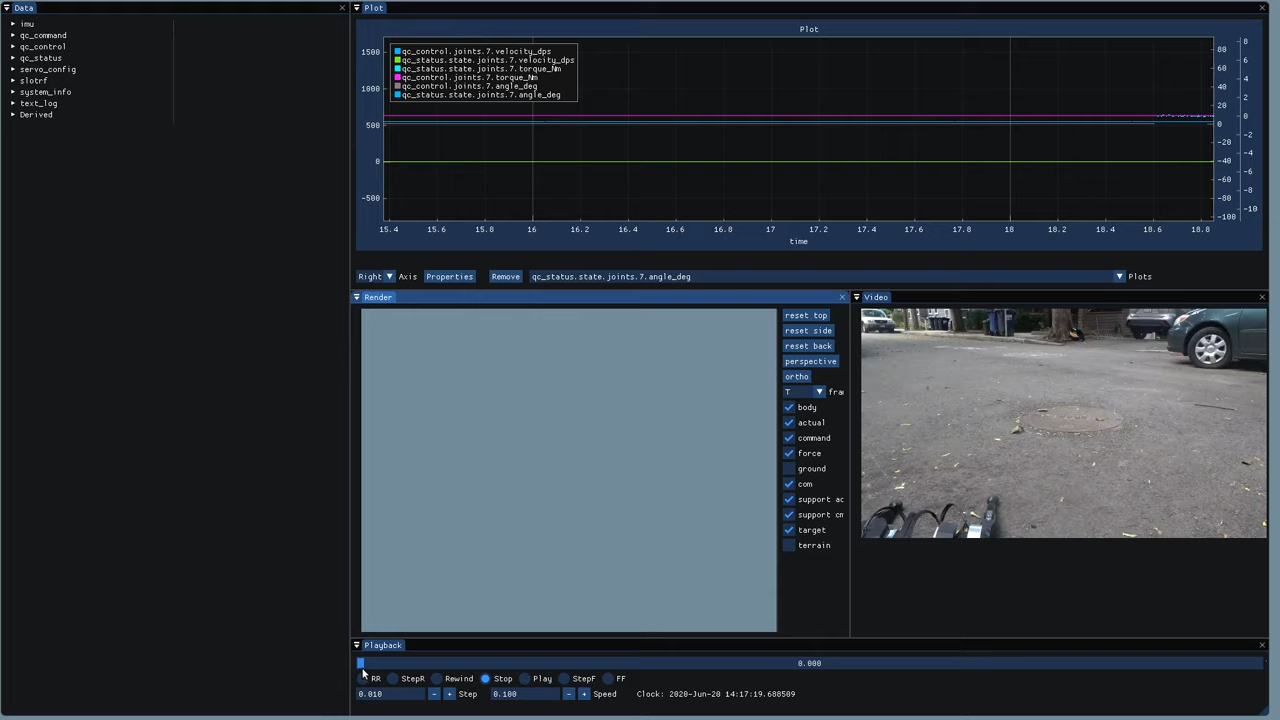 Data
imu
qc_command
qc_control
qc_status
servo_config
slotrf
system_info
text_log
Derived
Plot
Plot
qc_control.joints.7.velocity_dps
qc_status.state.joints.7.velocity_dps
qc_status.state.joints.7.torque_Nm
qc_control.joints.7.torque_Nm
qc_control.joints.7.angle_deg
qc_status.state.joints.7.angle_deg
1500
1000
500
0
-500
80
60
40
20
0
-20
-40
-60
-80
-100
8
6
4
2
0
-2
-4
-6
-8
-10
15.4 15.6 15.8 16 16.2 16.4 16.6 16.8 17 17.2 17.4 17.6 17.8 18 18.2 18.4 18.6 18.8
time
Right Axis Properties Remove qc_status.state.joints.7.angle_deg Plots
Render
reset top
reset side
reset back
perspective
ortho
T fra
body
actual
command
force
ground
com
support ac
support cm
target
terrain
Video
Playback
0.000
RR StepR Rewind Stop Play StepF FF
0.010 - + Step 0.100 - + Speed Clock: 2020-Jun-20 14:17:19.688509